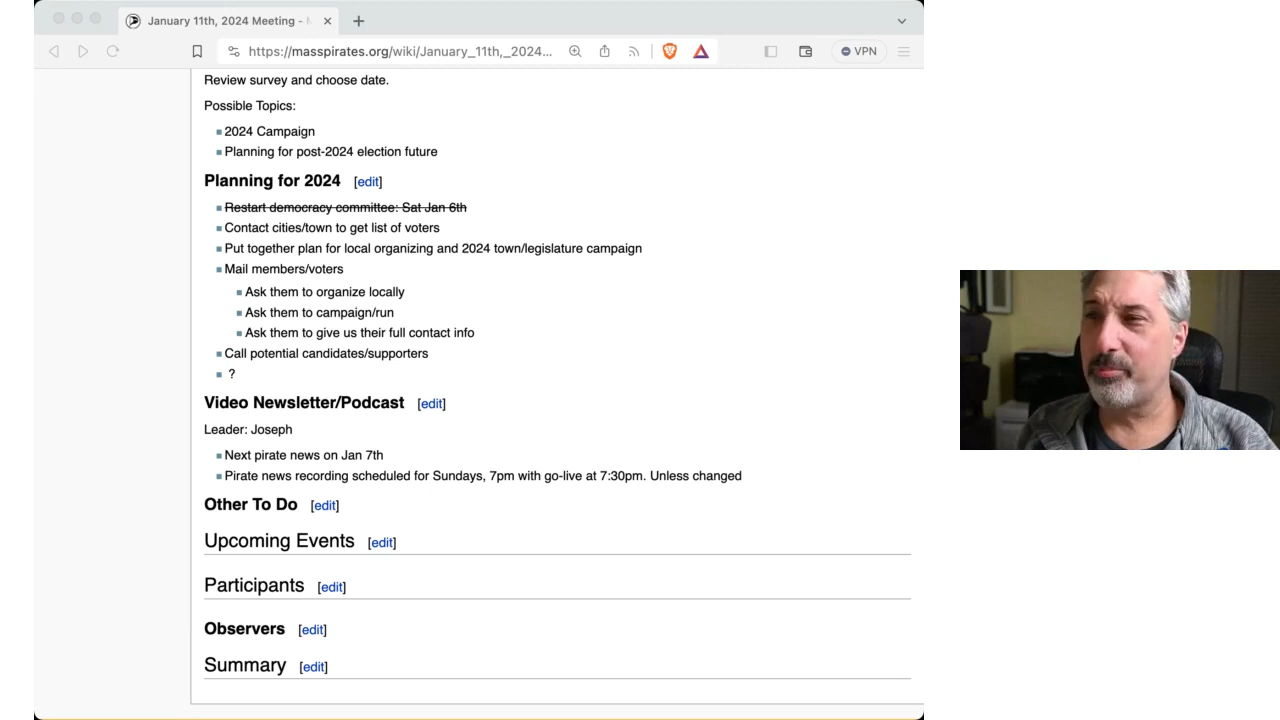 January 11th, 2024 Meeting -
https://masspirates.org/wiki/January_11th,_2024...
VPN
Review survey and choose date.
Possible Topics:
2024 Campaign
Planning for post-2024 election future
Planning for 2024 [edit]
Restart democracy committee: Sat Jan 6th
Contact cities/town to get list of voters
Put together plan for local organizing and 2024 town/legislature campaign
Mail members/voters
Ask them to organize locally
Ask them to campaign/run
Ask them to give us their full contact info
Call potential candidates/supporters
?
Video Newsletter/Podcast [edit]
Leader: Joseph
Next pirate news on Jan 7th
Pirate news recording scheduled for Sundays, 7pm with go-live at 7:30pm. Unless changed
Other To Do [edit]
Upcoming Events [edit]
Participants [edit]
Observers [edit]
Summary [edit]